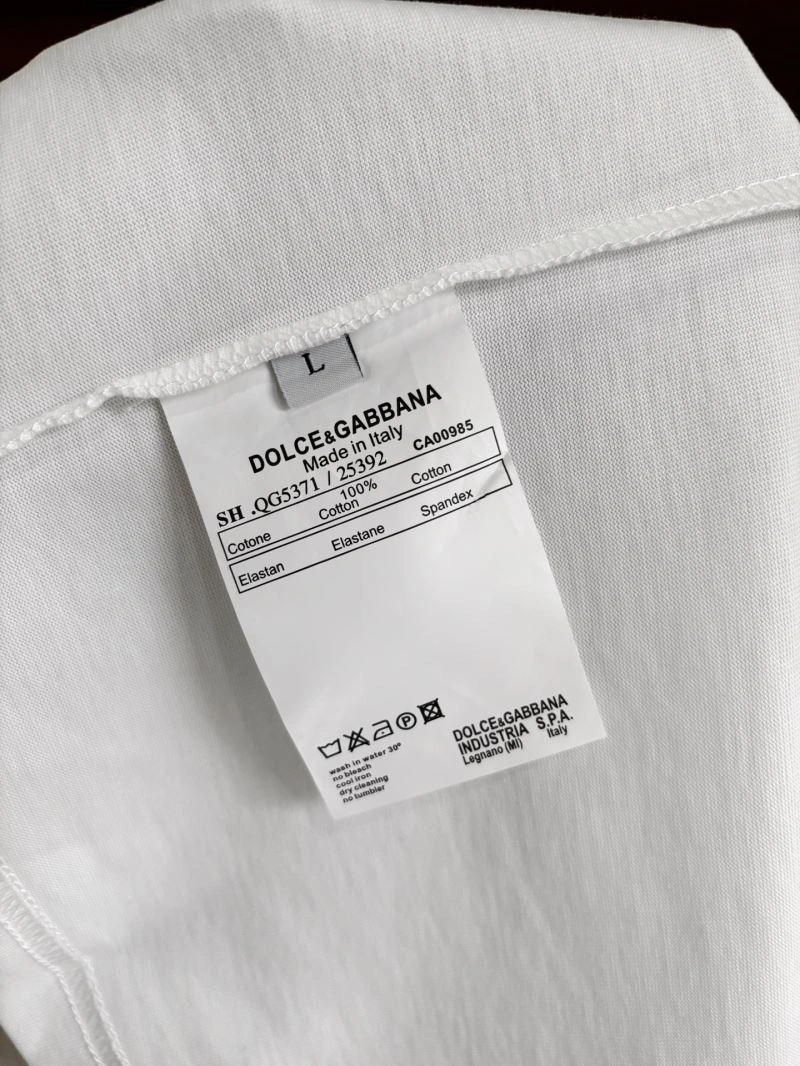 L
DOLCE&GABBANA
Made in Italy
SH .QG5371 / 25392 CA00985
100%
Cotone Cotton Cotton
Elastan Elastane Spandex
P
wash in water 30°
no bleach
cool iron
dry cleaning
no tumbler
DOLCE&GABBANA
INDUSTRIA S.P.A.
Legnano (MI) Italy